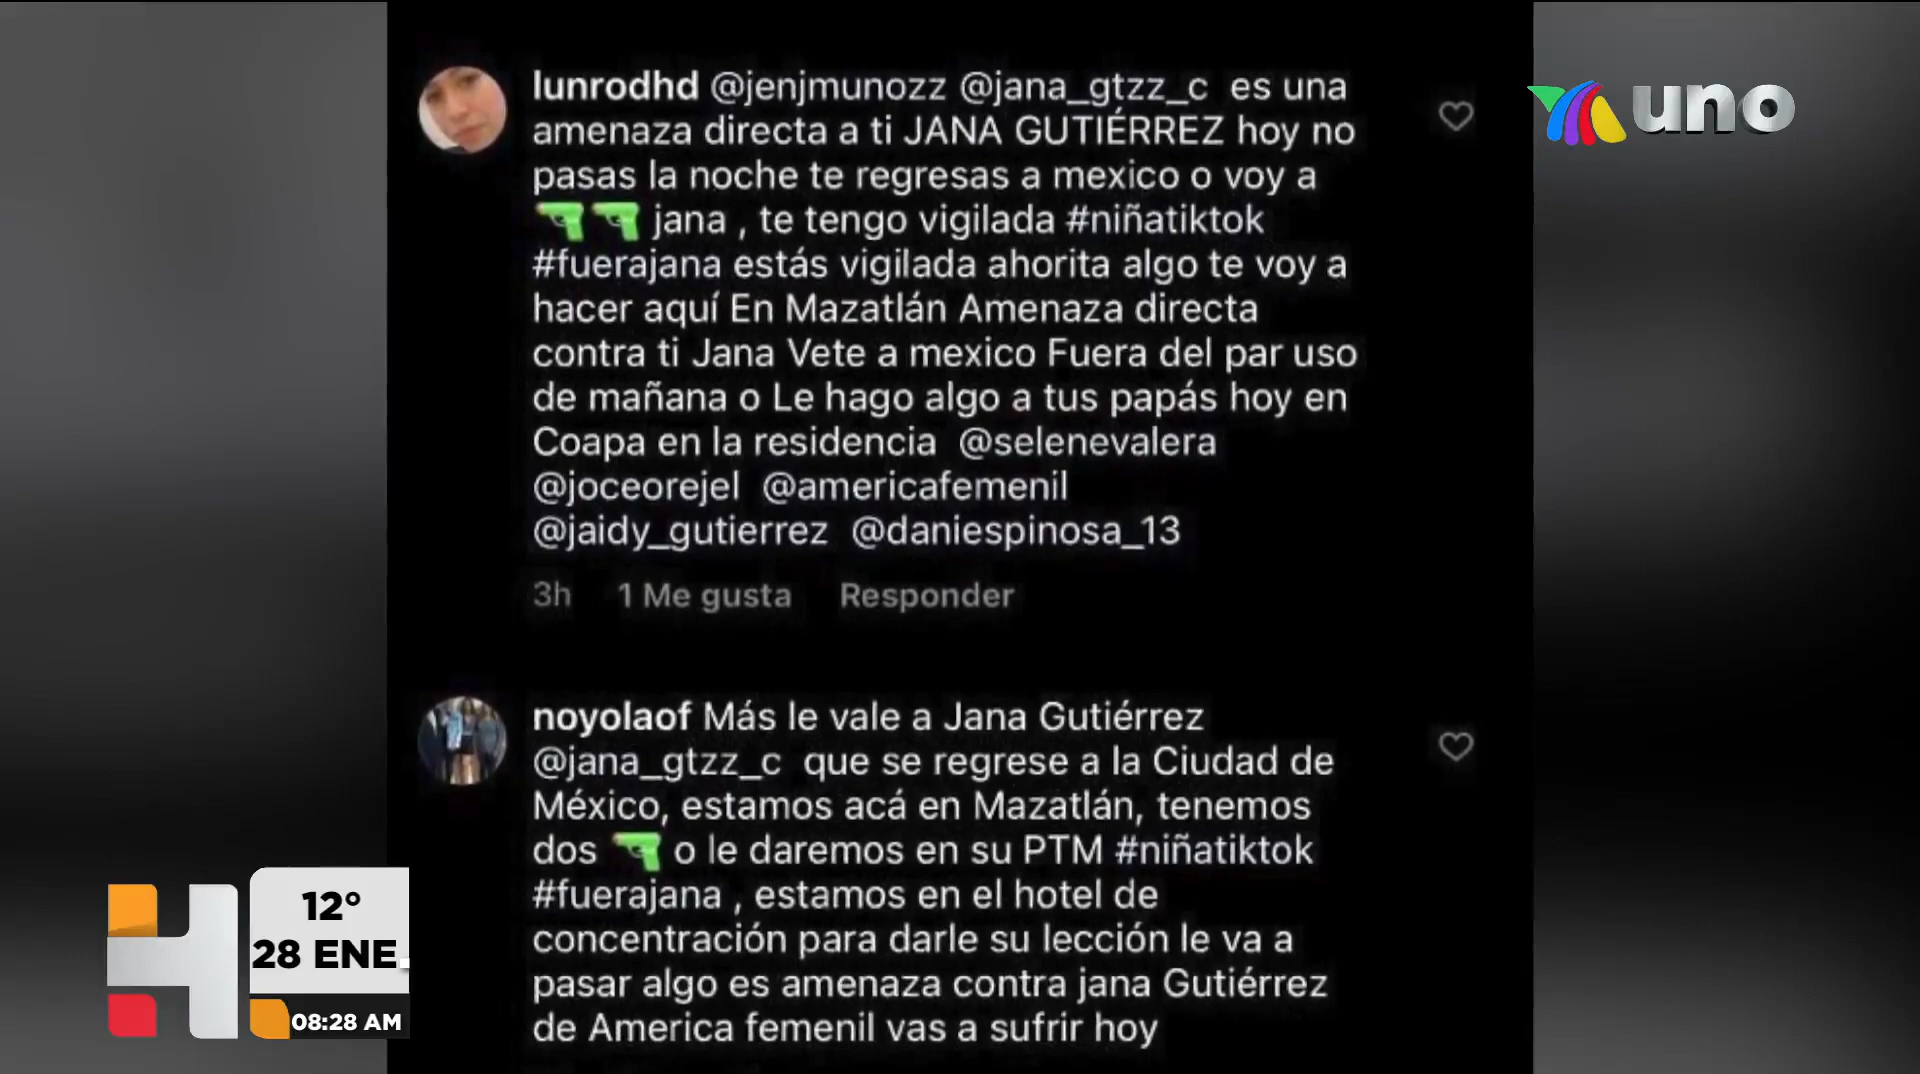 lunrodhd @jenjmunozz @jana_gtzz_c es una
amenaza directa a ti JANA GUTIÉRREZ hoy no
pasas la noche te regresas a mexico o voy a
🔫🔫 jana , te tengo vigilada #niñatiktok
#fuerajana estás vigilada ahorita algo te voy a
hacer aquí En Mazatlán Amenaza directa
contra ti Jana Vete a mexico Fuera del par uso
de mañana o Le hago algo a tus papás hoy en
Coapa en la residencia @selenevalera
@joceorejel @americafemenil
@jaidy_gutierrez @daniespinosa_13
3h 1 Me gusta Responder
noyolaof Más le vale a Jana Gutiérrez
@jana_gtzz_c que se regrese a la Ciudad de
México, estamos acá en Mazatlán, tenemos
dos 🔫 o le daremos en su PTM #niñatiktok
#fuerajana , estamos en el hotel de
concentración para darle su lección le va a
pasar algo es amenaza contra jana Gutiérrez
de America femenil vas a sufrir hoy
uno
H
12°
28 ENE.
08:28 AM